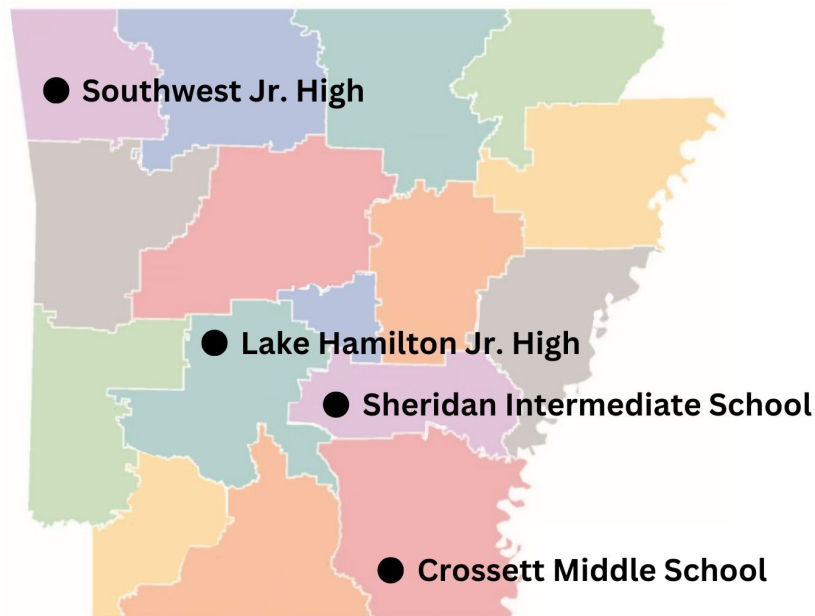 Southwest Jr. High
Lake Hamilton Jr. High
Sheridan Intermediate School
Crossett Middle School